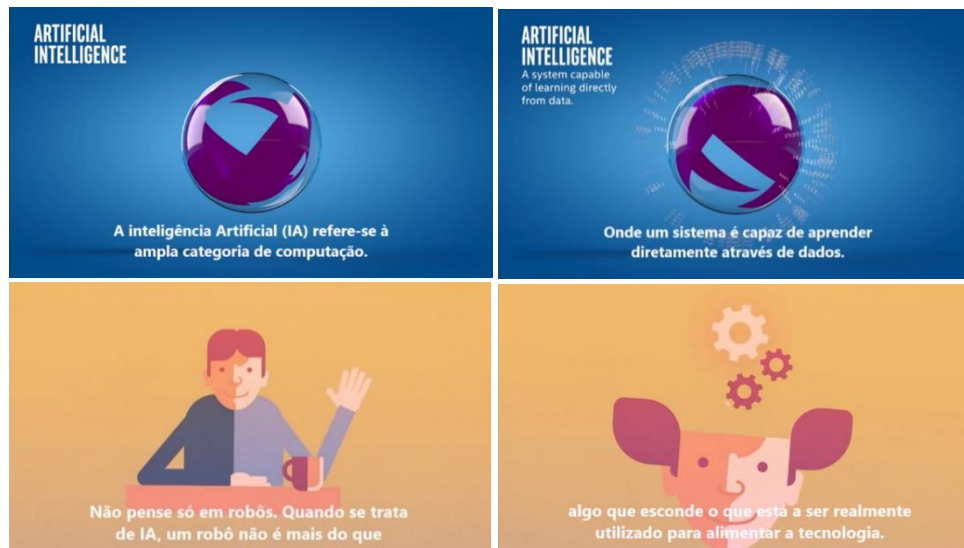 ARTIFICIAL
INTELLIGENCE
A inteligência Artificial (IA) refere-se à
ampla categoria de computação.
ARTIFICIAL
INTELLIGENCE
A system capable
of learning directly
from data.
Onde um sistema é capaz de aprender
diretamente através de dados.
Não pense só em robôs. Quando se trata
de IA, um robô não é mais do que
algo que esconde o que está a ser realmente
utilizado para alimentar a tecnologia.